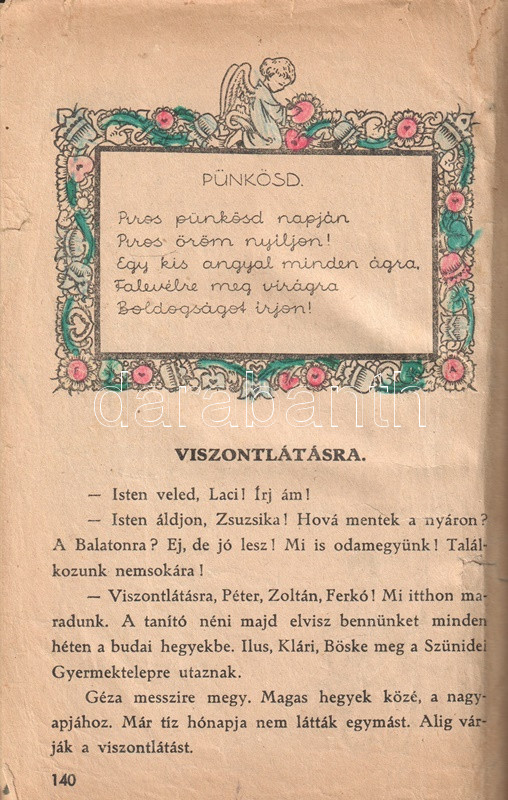 PÜNKÖSD.
Piros pünkösd napján
Piros öröm nyiljon!
Egy kis angyal minden ágra,
Falevélre meg virágra
Boldogságot irjon!
F A
darabanth
VISZONTLÁTÁSRA.
— Isten veled, Laci! Írj ám!
— Isten áldjon, Zsuzsika! Hová mentek a nyáron?
A Balatonra? Ej, de jó lesz! Mi is odamegyünk! Talál-
kozunk nemsokára!
— Viszontlátásra, Péter, Zoltán, Ferkó! Mi itthon ma-
radunk. A tanító néni majd elvisz bennünket minden
héten a budai hegyekbe. Ilus, Klári, Böske meg a Szünidei
Gyermektelepre utaznak.
Géza messzire megy. Magas hegyek közé, a nagy-
apjához. Már tíz hónapja nem látták egymást. Alig vár-
ják a viszontlátást.
140